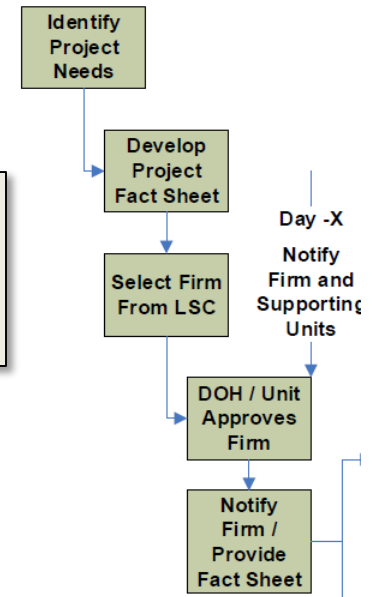 Identify
Project
Needs
Develop
Project
Fact Sheet
Day -X
Notify
Firm and
Supporting
Units
Select Firm
From LSC
DOH / Unit
Approves
Firm
Notify
Firm /
Provide
Fact Sheet